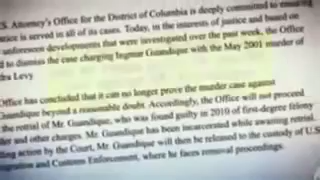 S. Attorney's Office for the District of Columbia is deeply committed to ensuring
tice is served in all of its cases. Today, in the interests of justice and based on
unforeseen developments that were investigated over the past week, the Office
d to dismiss the case charging Ingmar Guandique with the May 2001 murder of
dra Levy
Office has concluded that it can no longer prove the murder case against
Guandique beyond a reasonable doubt. Accordingly, the Office will not proceed
the retrial of Mr. Guandique, who was found guilty in 2010 of first-degree felony
der and other charges. Mr. Guandique has been incarcerated while awaiting retrial.
ding action by the Court, Mr. Guandique will then be released to the custody of U.S
migration and Customs Enforcement, where he faces removal proceedings.